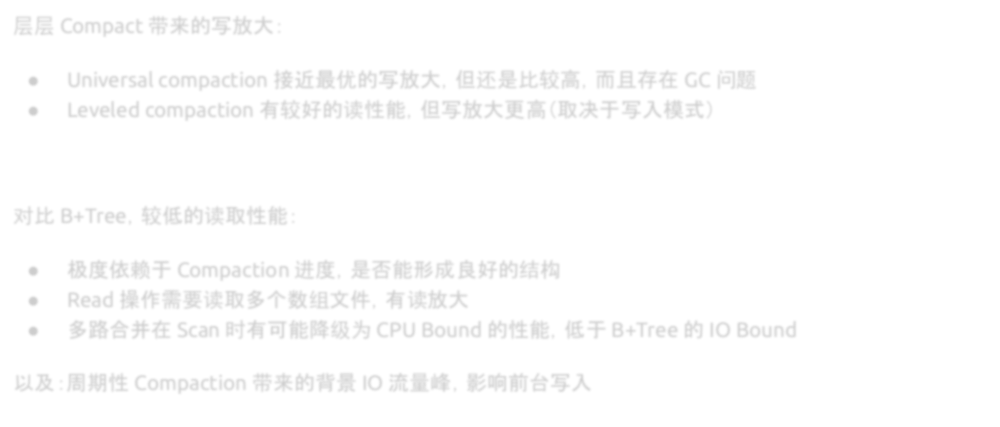 层层 Compact 带来的写放大：
● Universal compaction 接近最优的写放大，但还是比较高，而且存在 GC 问题
● Leveled compaction 有较好的读性能，但写放大更高（取决于写入模式）
对比 B+Tree，较低的读取性能：
● 极度依赖于 Compaction 进度，是否能形成良好的结构
● Read 操作需要读取多个数组文件，有读放大
● 多路合并在 Scan 时有可能降级为 CPU Bound 的性能，低于 B+Tree 的 IO Bound
以及：周期性 Compaction 带来的背景 IO 流量峰，影响前台写入